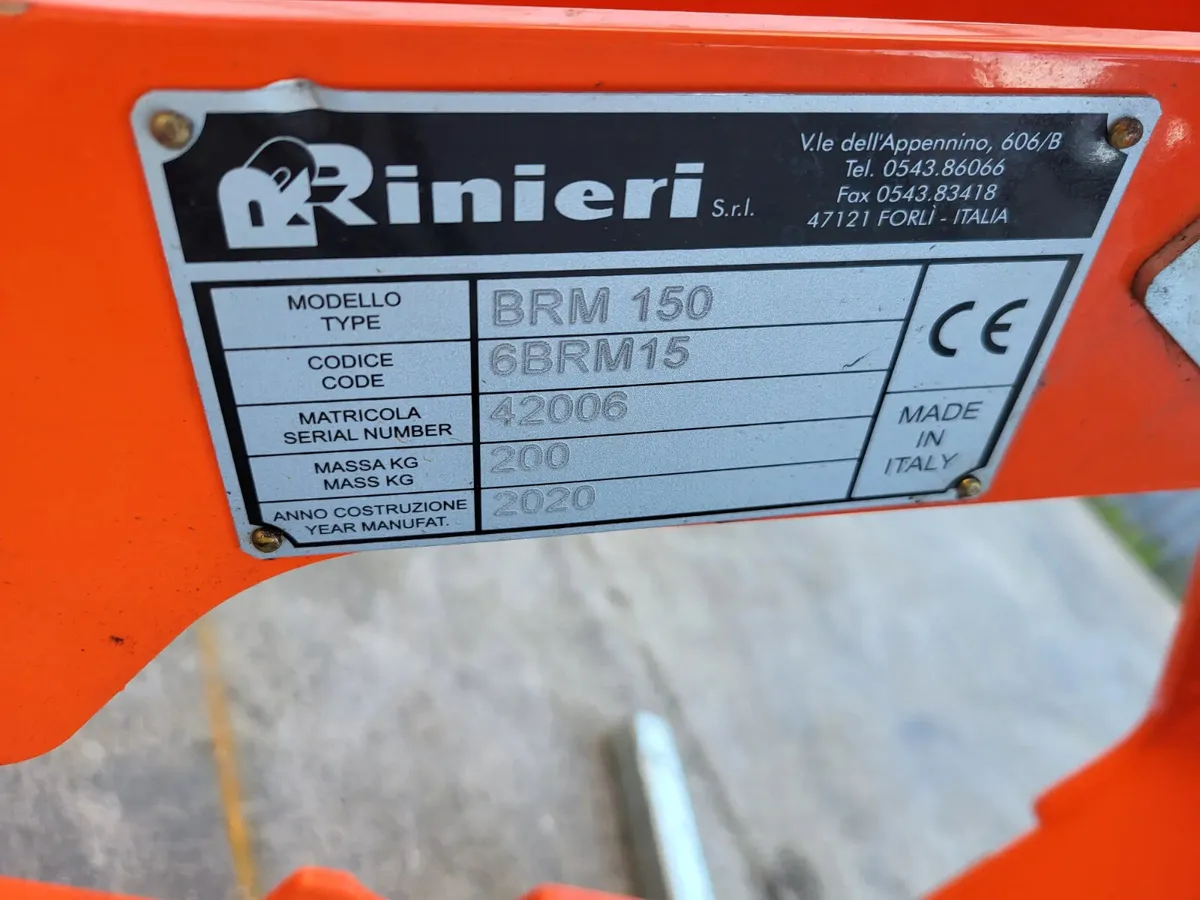 Rinieri S.r.l.
V.le dell'Appennino, 606/B
Tel. 0543.86066
Fax 0543.83418
47121 FORLÌ - ITALIA
MODELLO
TYPE
BRM 150
CODICE
CODE
6BRM15
MATRICOLA
SERIAL NUMBER
42006
MASSA KG
MASS KG
200
ANNO COSTRUZIONE
YEAR MANUFAT.
2020
CE
MADE
IN
ITALY